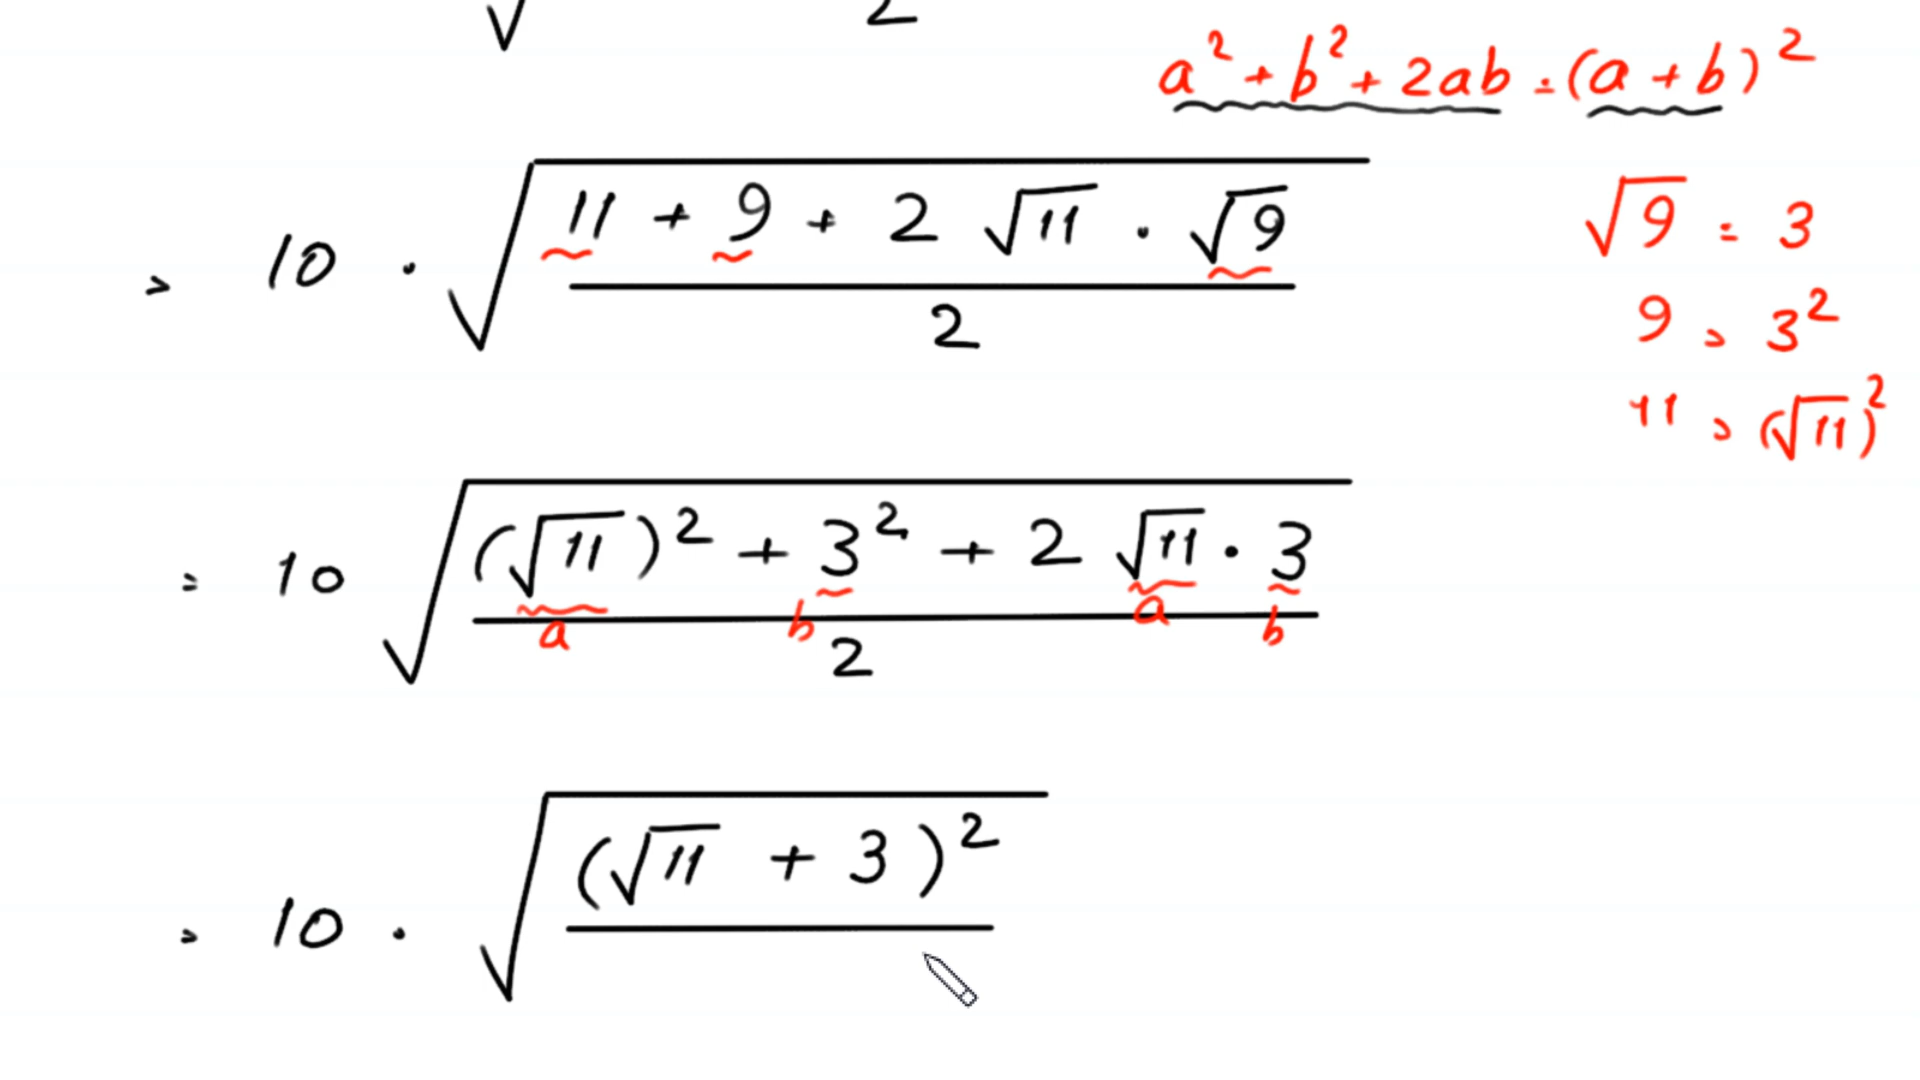 √ 2
a² + b² + 2ab = (a + b)²
= 10 · √((11 + 9 + 2√11 · √9)/2)
√9 = 3
9 = 3²
11 = (√11)²
= 10 √(((√11)² + 3² + 2√11 · 3)/2)
a b a b
= 10 · √((√11 + 3)²/ )